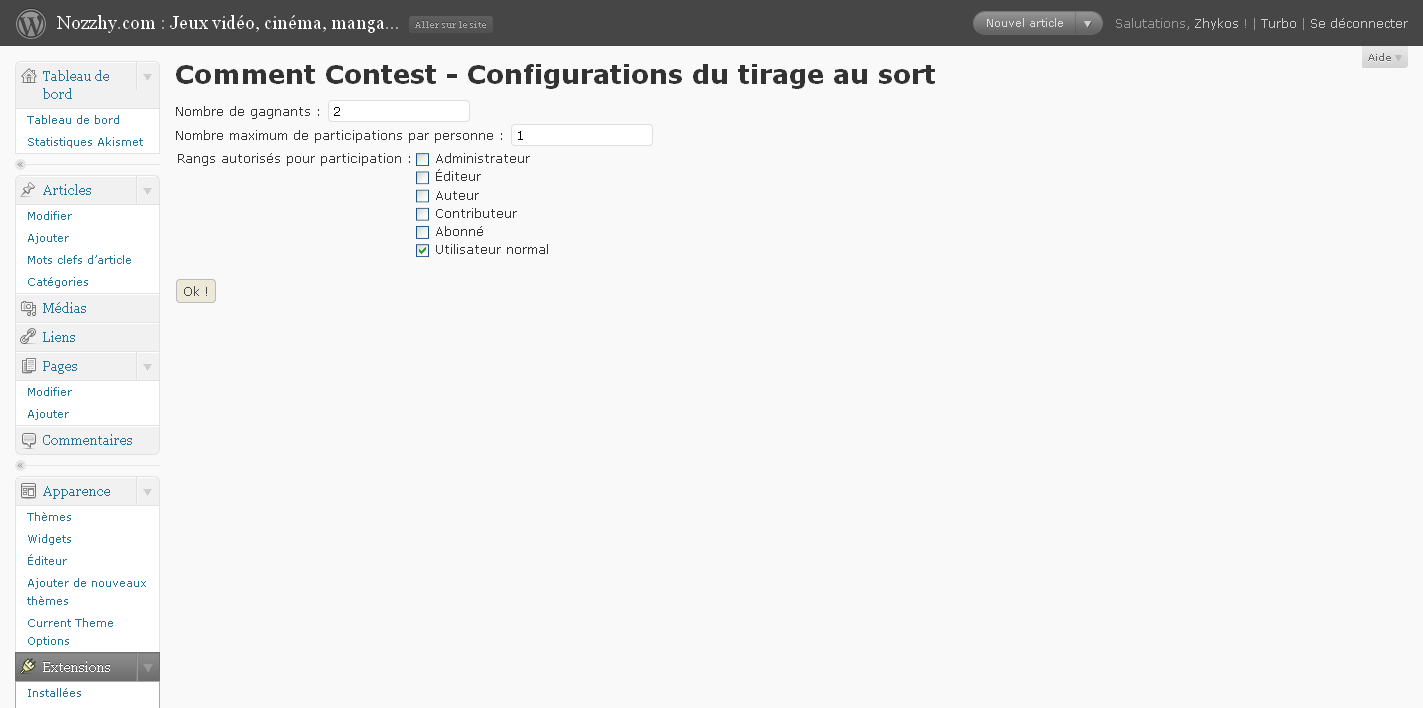 Nozzhy.com : Jeux vidéo, cinéma, manga... Aller sur le site Nouvel article Salutations, Zhykos ! | Turbo | Se déconnecter
Aide
Tableau de
bord
Tableau de bord
Statistiques Akismet
«
Articles
Modifier
Ajouter
Mots clefs d’article
Catégories
Médias
Liens
Pages
Modifier
Ajouter
Commentaires
«
Apparence
Thèmes
Widgets
Éditeur
Ajouter de nouveaux
thèmes
Current Theme
Options
Extensions
Installées
Comment Contest - Configurations du tirage au sort
Nombre de gagnants : 2
Nombre maximum de participations par personne : 1
Rangs autorisés pour participation : Administrateur
Éditeur
Auteur
Contributeur
Abonné
Utilisateur normal
Ok !